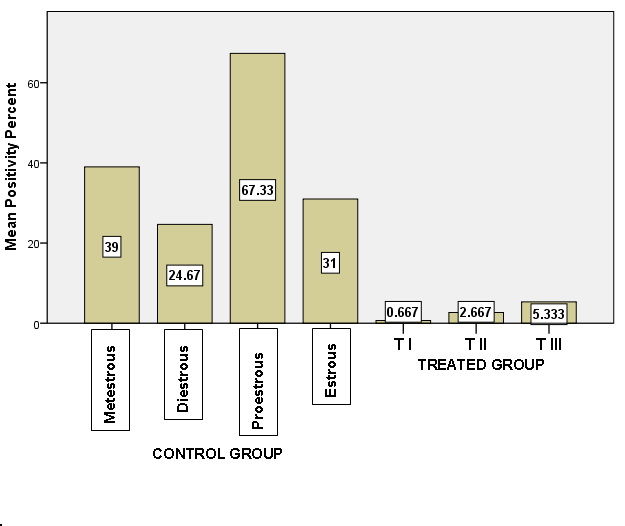 Mean Positivity Percent
60
40
20
0
39
24.67
67.33
31
0.667
2.667
5.333
Metestrous
Diestrous
Proestrous
Estrous
T I
T II
T III
CONTROL GROUP
TREATED GROUP